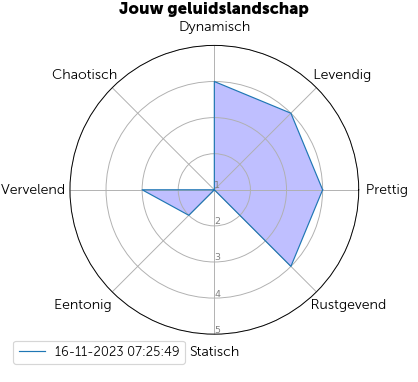 Jouw geluidslandschap
Dynamisch
Chaotisch
Levendig
Vervelend
1
Prettig
2
3
4
Eentonig
Rustgevend
5
16-11-2023 07:25:49
Statisch